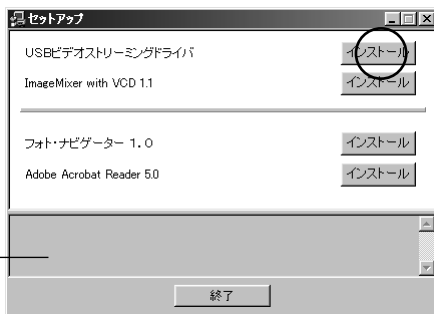 セットアップ
USBビデオストリーミングドライバ インストール
ImageMixer with VCD 1.1 インストール
フォト・ナビゲーター 1.0 インストール
Adobe Acrobat Reader 5.0 インストール
終了